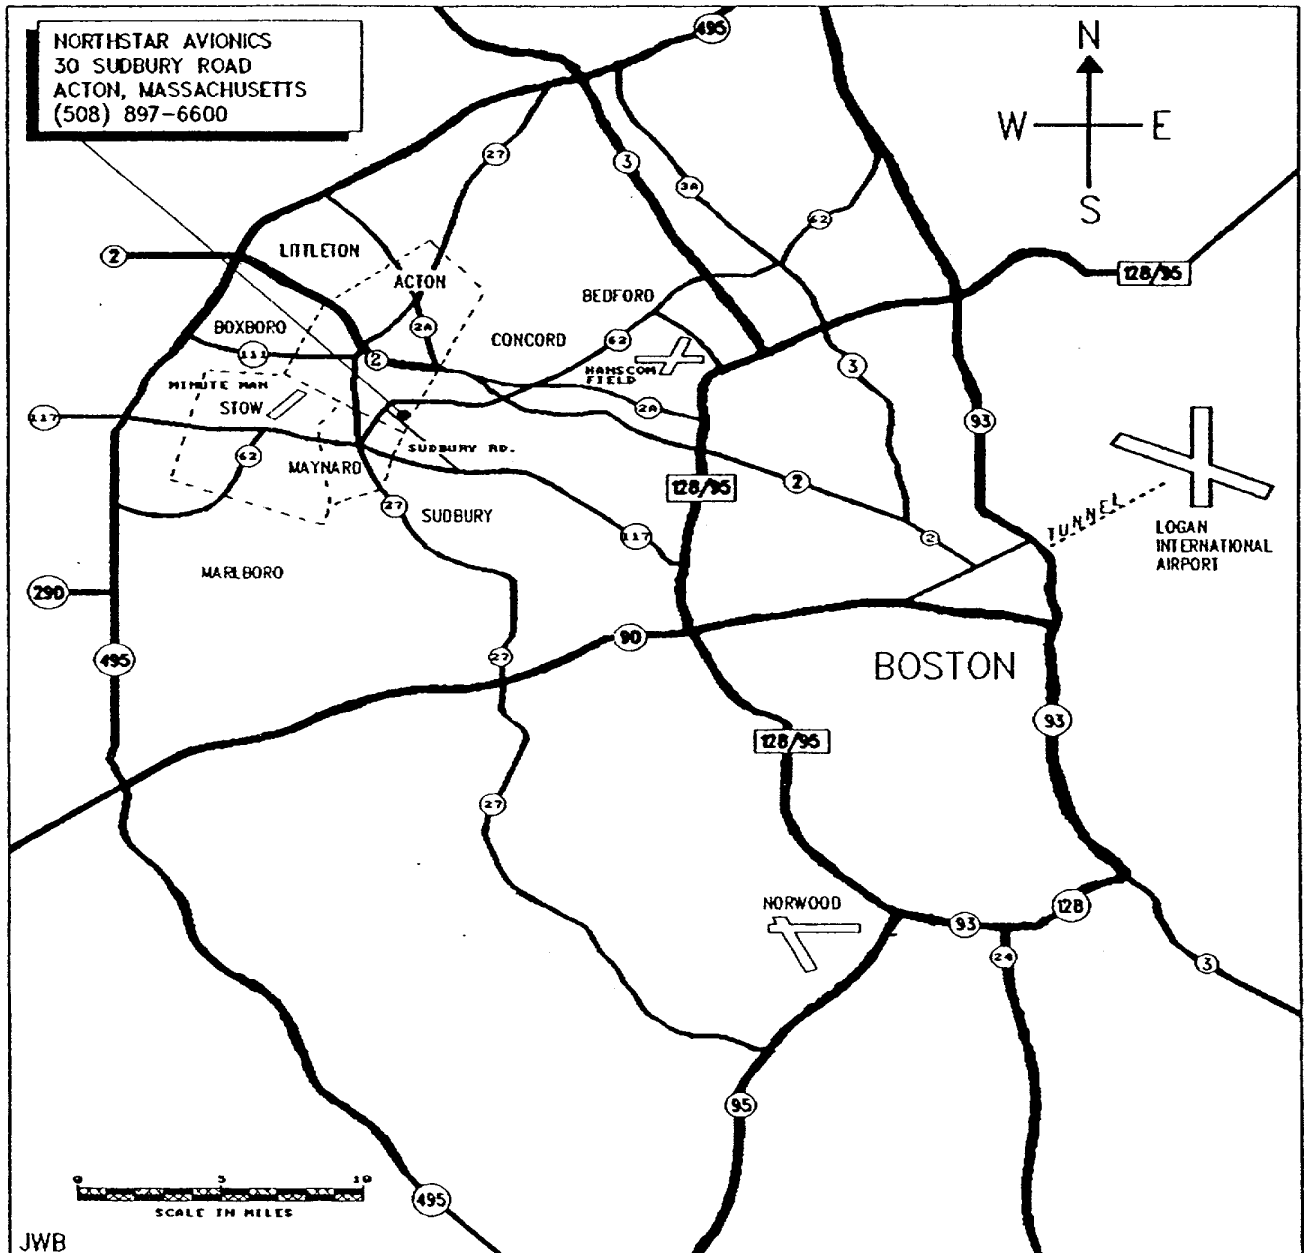 NORTHSTAR AVIONICS
30 SUDBURY ROAD
ACTON, MASSACHUSETTS
(508) 897-6600
495
N
W E
S
27
3
3A
62
2
LITTLETON
ACTON
128/95
BEDFORD
BOXBORO
2A
CONCORD
62
111
2
HANSCOM
FIELD
3
MINUTE MAN
STOW
117
2A
93
SUDBURY RD.
62
MAYNARD
128/95
2
27
SUDBURY
117
2
TUNNEL
LOGAN
INTERNATIONAL
AIRPORT
MARLBORO
290
90
495
27
BOSTON
93
128/95
27
NORWOOD
93
128
24
3
95
0 5 10
SCALE IN MILES
495
JWB